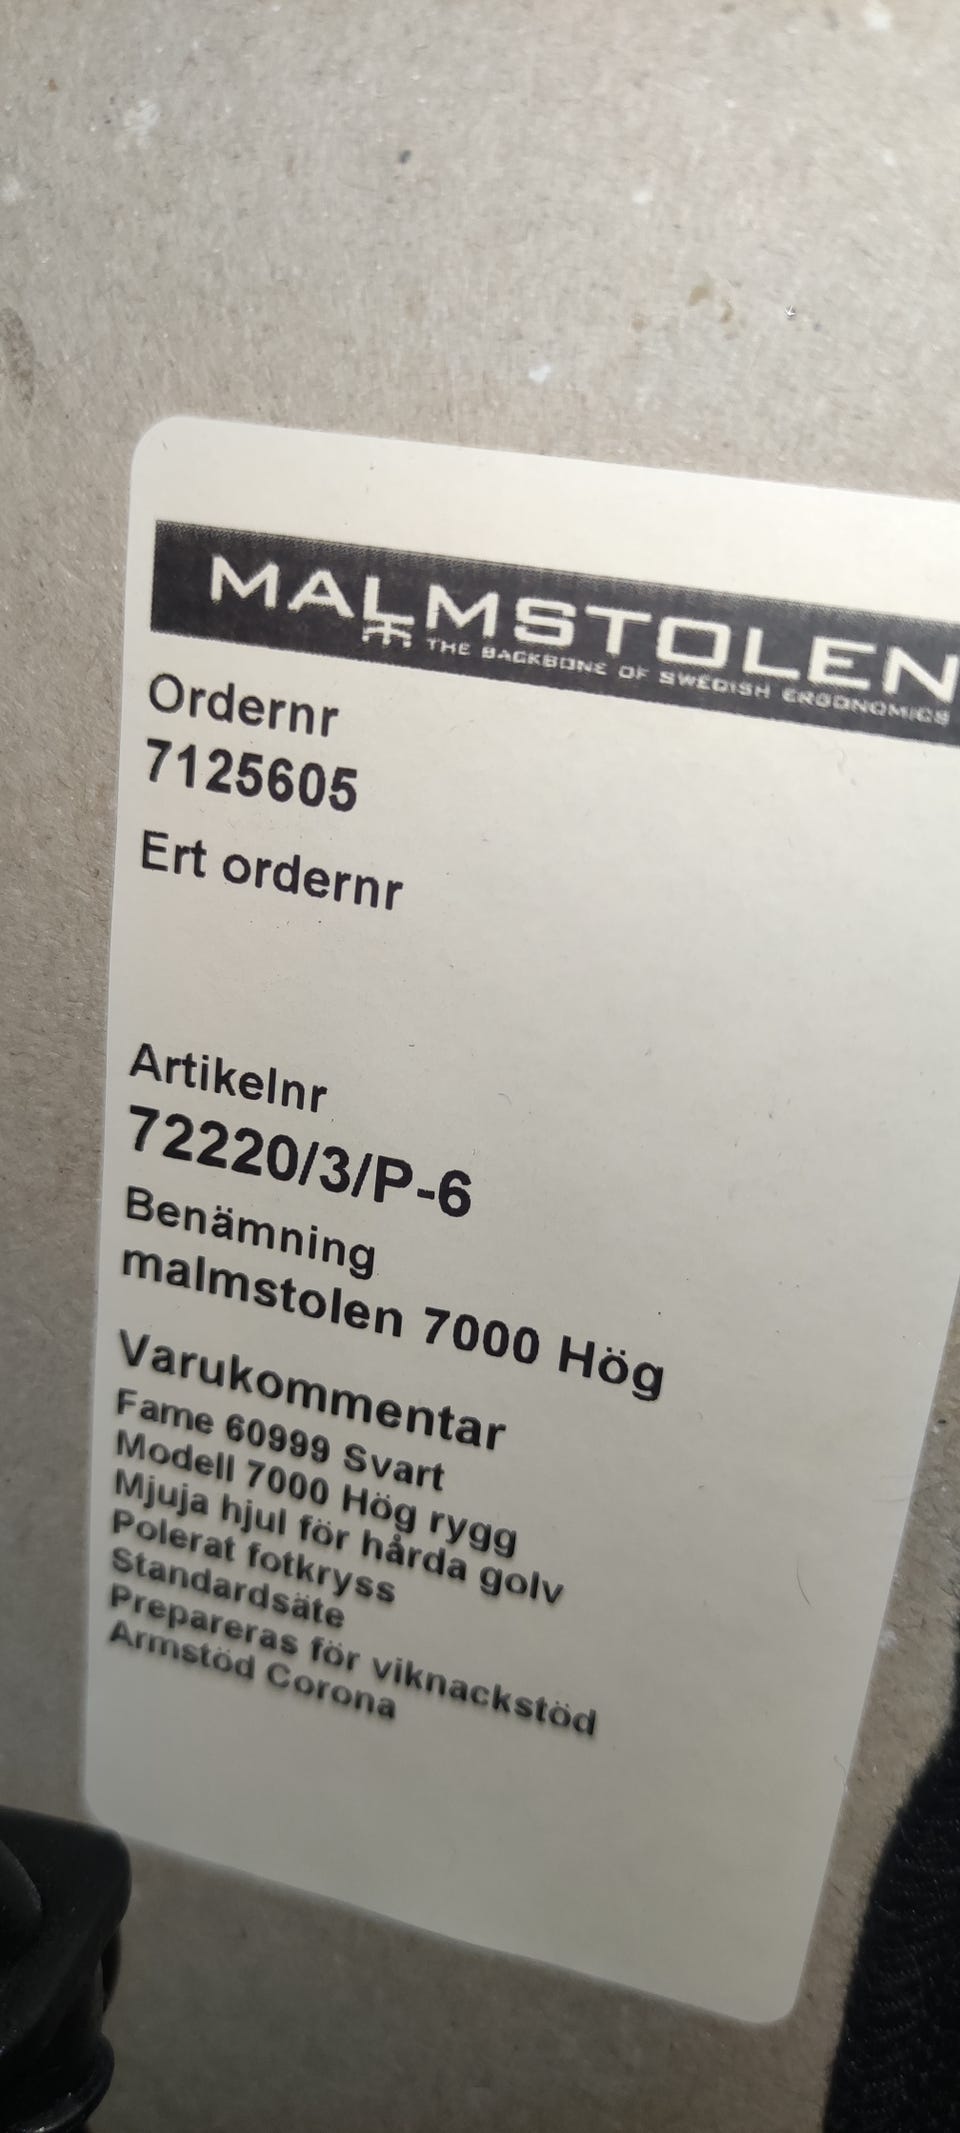 MALMSTOLEN
THE BACKBONE OF SWEDISH ERGONOMICS
Ordernr
7125605
Ert ordernr
Artikelnr
72220/3/P-6
Benämning
malmstolen 7000 Hög
Varukommentar
Fame 60999 Svart
Modell 7000 Hög rygg
Mjuja hjul för hårda golv
Polerat fotkryss
Standardsäte
Prepareras för viknackstöd
Armstöd Corona